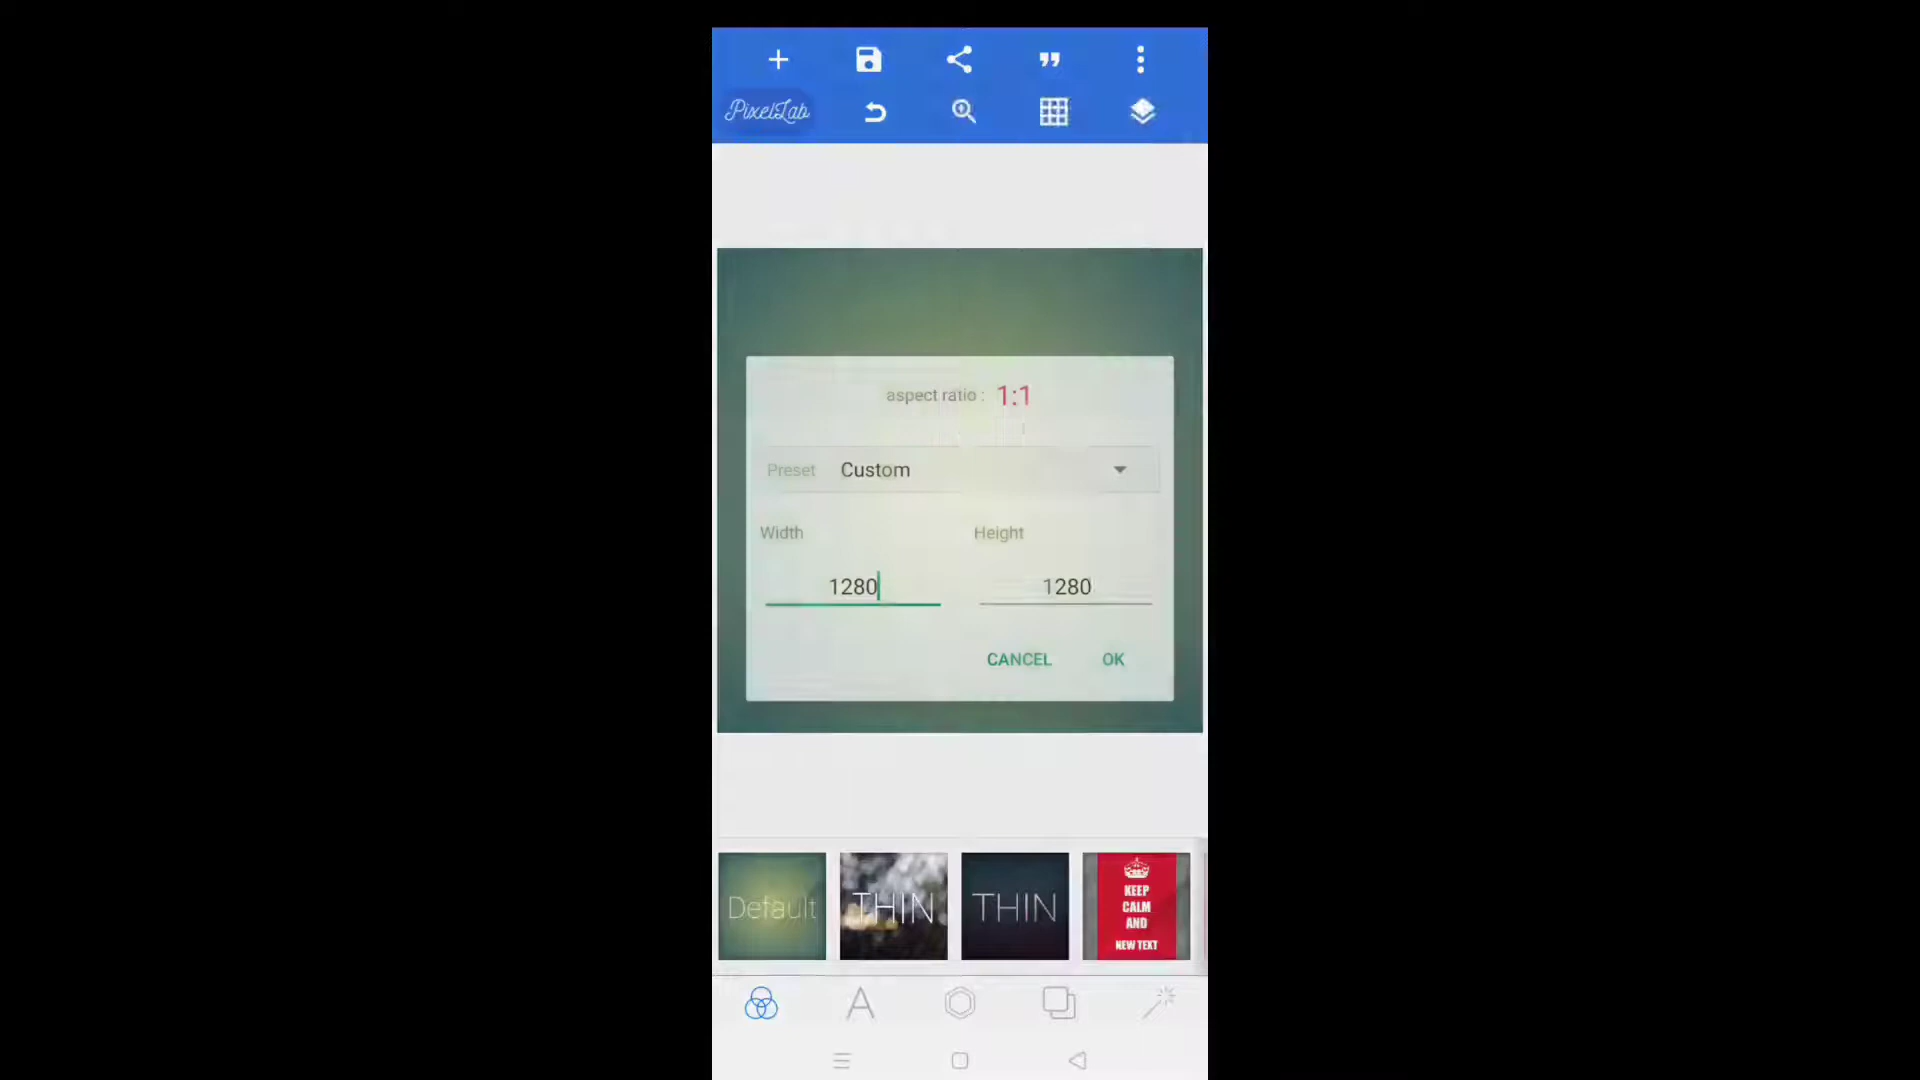 PixelLab
aspect ratio : 1:1
Preset Custom
Width Height
1280 1280
CANCEL OK
Default
THIN
THIN
KEEP
CALM
AND
NEW TEXT
A